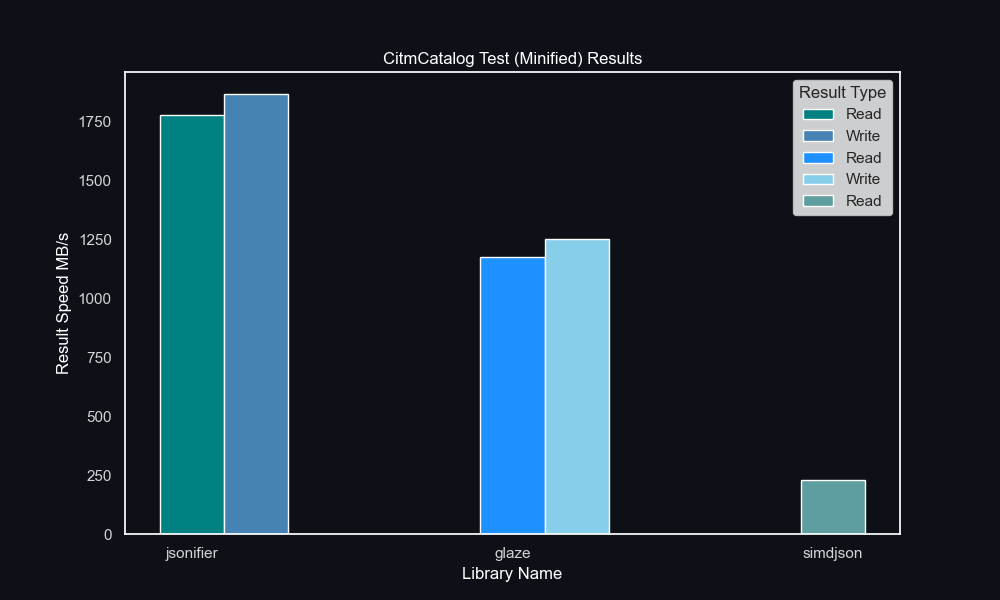 CitmCatalog Test (Minified) Results
Result Type
Read
Write
Read
Write
Read
Result Speed MB/s
1750
1500
1250
1000
750
500
250
0
jsonifier
glaze
simdjson
Library Name